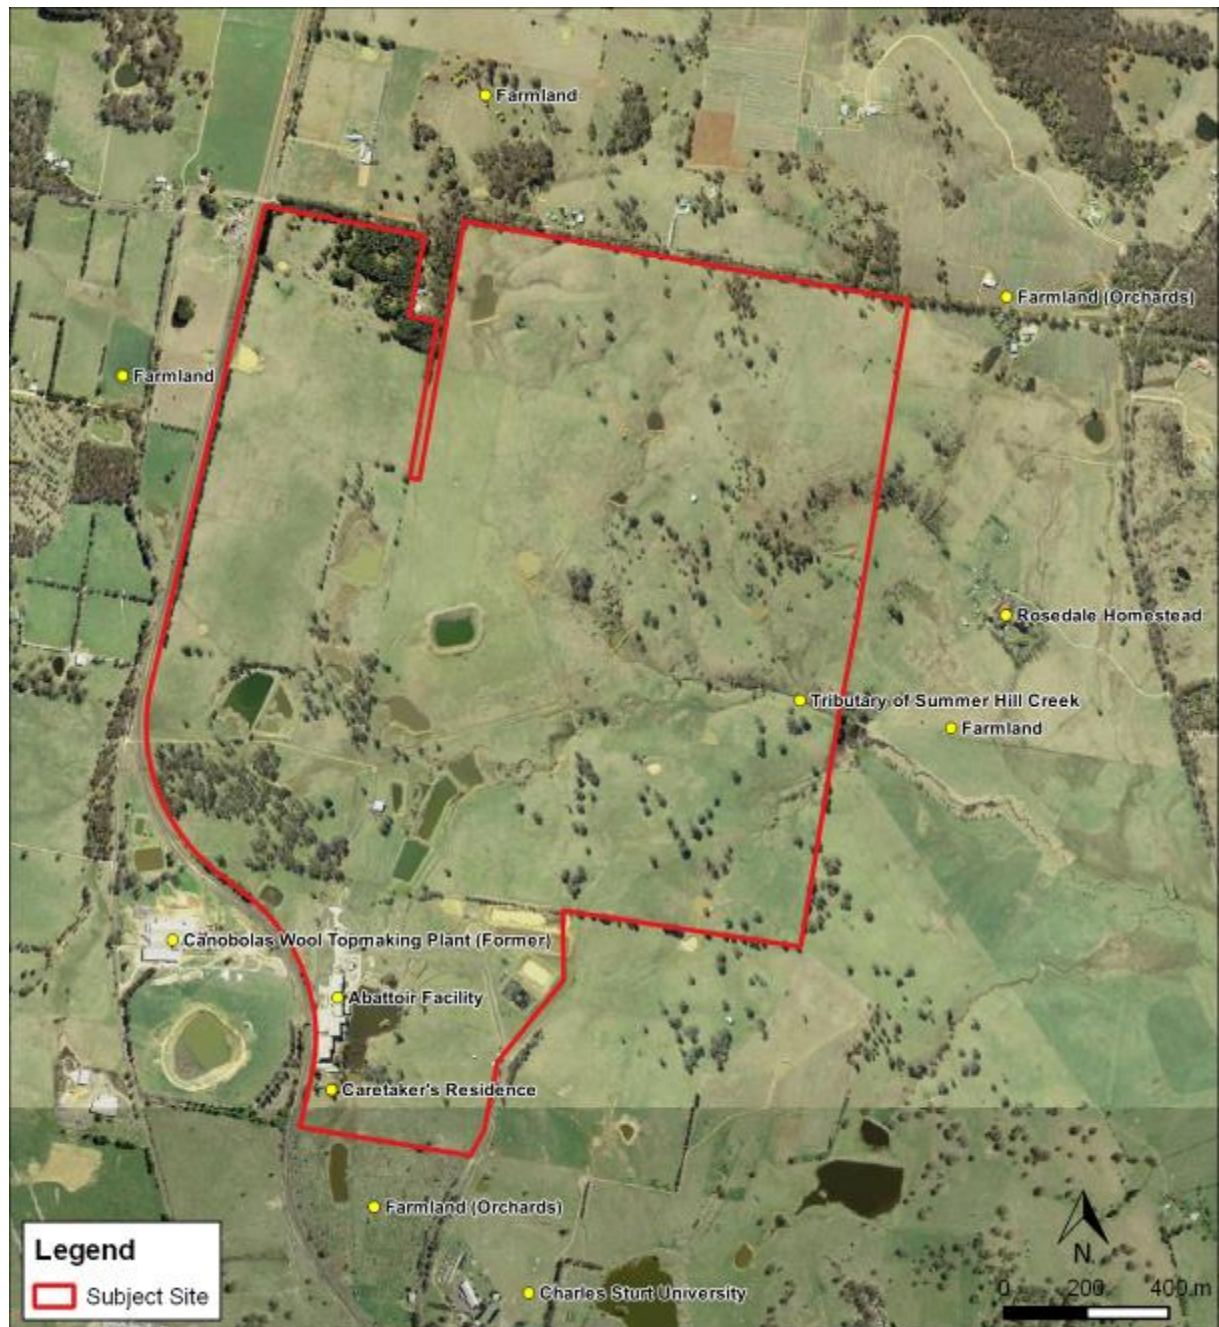 Farmland
Farmland (Orchards)
Farmland
Rosedale Homestead
Tributary of Summer Hill Creek
Farmland
Canobolas Wool Topmaking Plant (Former)
Abattoir Facility
Caretaker's Residence
Farmland (Orchards)
Charles Sturt University
Legend
Subject Site
N
0 200 400 m